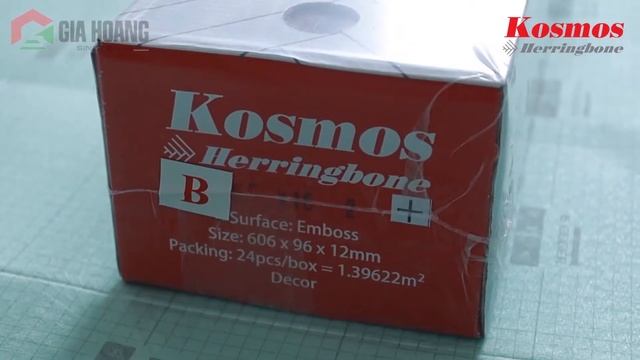 GIA HOANG
Kosmos
Herringbone
Kosmos
Herringbone
B
+
Surface: Emboss
Size: 606 x 96 x 12mm
Packing: 24pcs/box = 1.39622m²
Decor